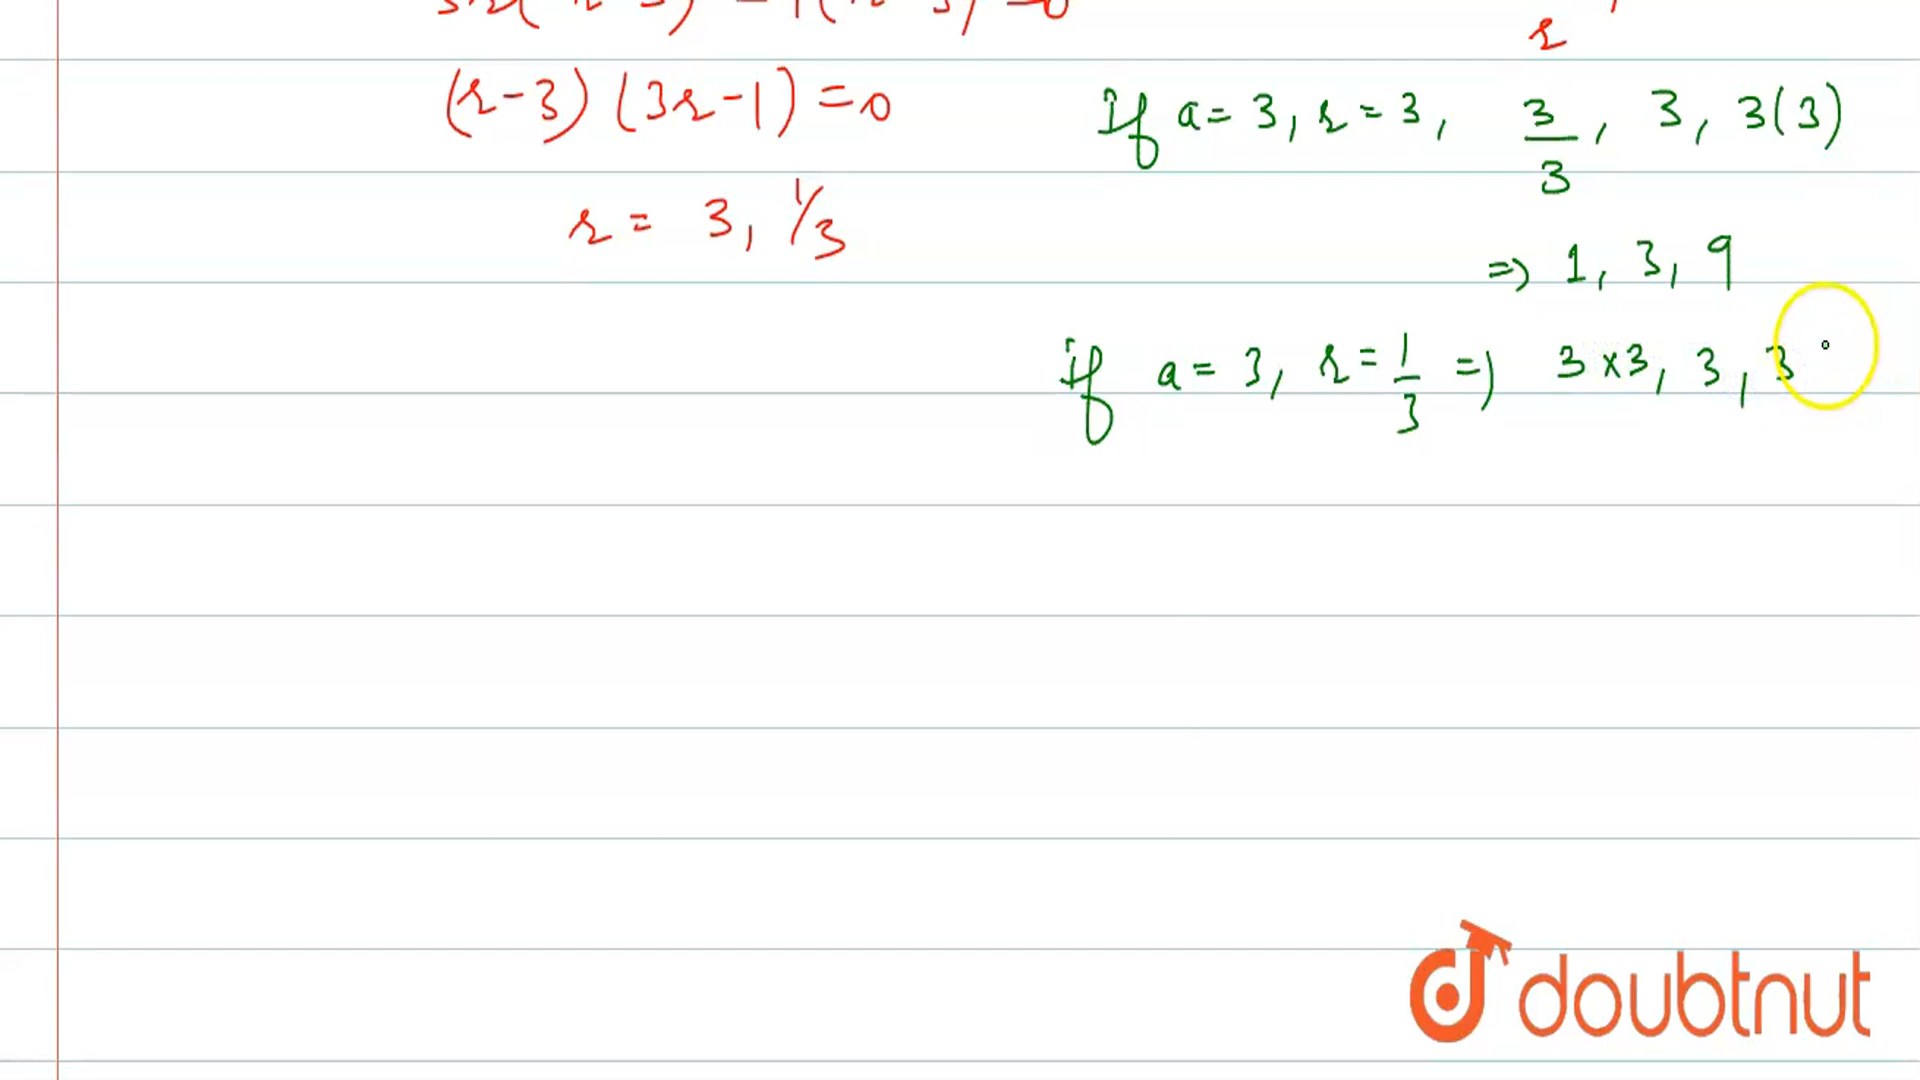 (r-3) (3r-1) = 0
r = 3, 1/3
r
If a = 3, r = 3, 3/3, 3, 3(3)
=> 1, 3, 9
if a = 3, r = 1/3 => 3 x 3, 3, 3
doubtnut